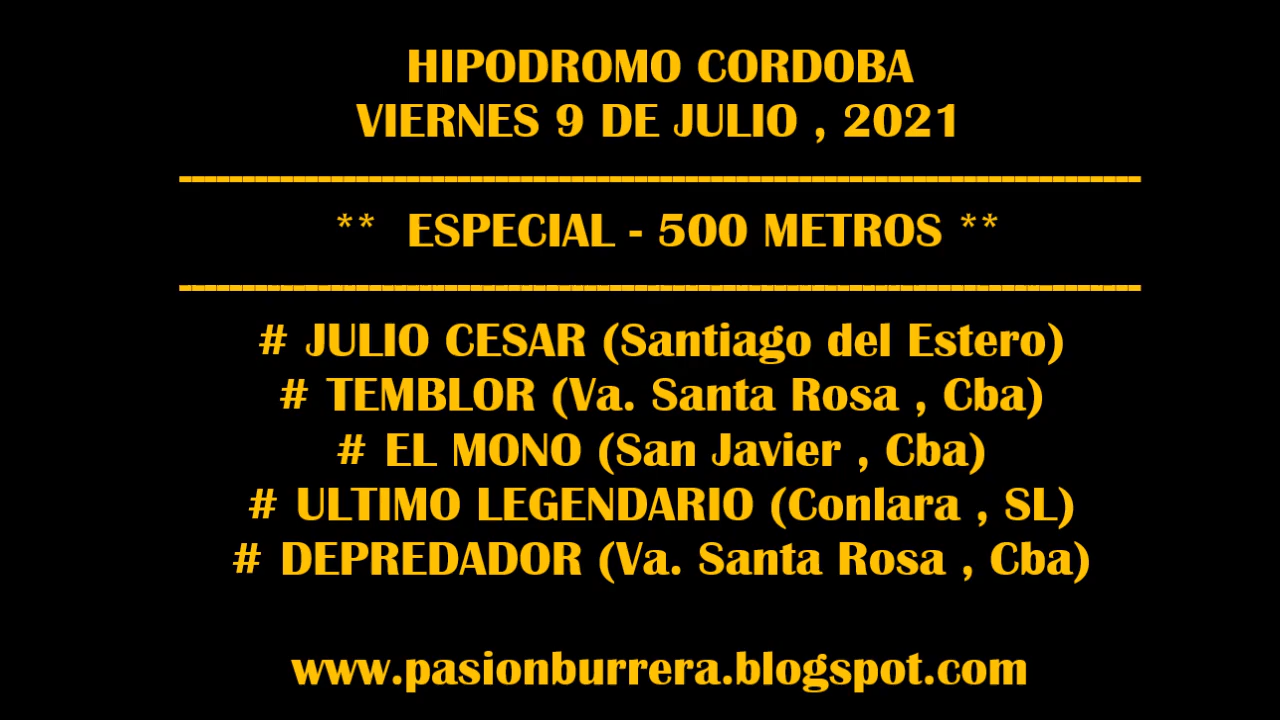 HIPODROMO CORDOBA
VIERNES 9 DE JULIO , 2021
--------------------------------------------------------------------------------
** ESPECIAL - 500 METROS **
--------------------------------------------------------------------------------
# JULIO CESAR (Santiago del Estero)
# TEMBLOR (Va. Santa Rosa , Cba)
# EL MONO (San Javier , Cba)
# ULTIMO LEGENDARIO (Conlara , SL)
# DEPREDADOR (Va. Santa Rosa , Cba)
www.pasionburrera.blogspot.com